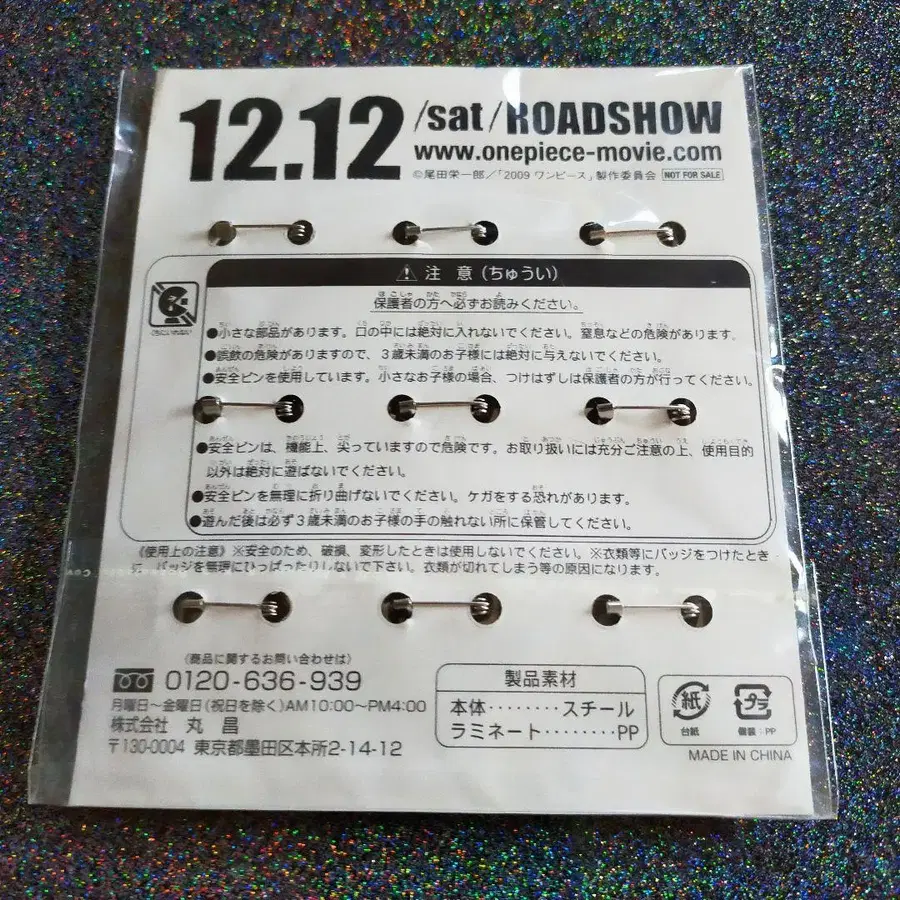 12.12 /sat/ ROADSHOW
www.onepiece-movie.com
©尾田栄一郎/「2009 ワンピース」製作委員会 NOT FOR SALE
⚠ 注 意 (ちゅうい)
保護者の方へ必ずお読みください。
くちにいれない
●小さな部品があります。口の中には絶対に入れないでください。窒息などの危険があります。
●誤飲の危険がありますので、3歳未満のお子様には絶対に与えないでください。
●安全ピンを使用しています。小さなお子様の場合、つけはずしは保護者の方が行ってください。
●安全ピンは、機能上、尖っていますので危険です。お取り扱いには充分ご注意の上、使用目的
以外は絶対に遊ばないでください。
●安全ピンを無理に折り曲げないでください。ケガをする恐れがあります。
●遊んだ後は必ず3歳未満のお子様の手の触れない所に保管してください。
《使用上の注意》※安全のため、破損、変形したときは使用しないでください。※衣類等にバッジをつけたとき
に、バッジを無理にひっぱったりしないで下さい。衣類が切れてしまう等の原因になります。
(商品に関するお問い合わせは)
0120-636-939
月曜日〜金曜日(祝日を除く)AM10:00〜PM4:00
株式会社 丸 昌
〒130-0004 東京都墨田区本所2-14-12
製品素材
本体........スチール
ラミネート........PP
紙
台紙
プラ
個装:PP
MADE IN CHINA